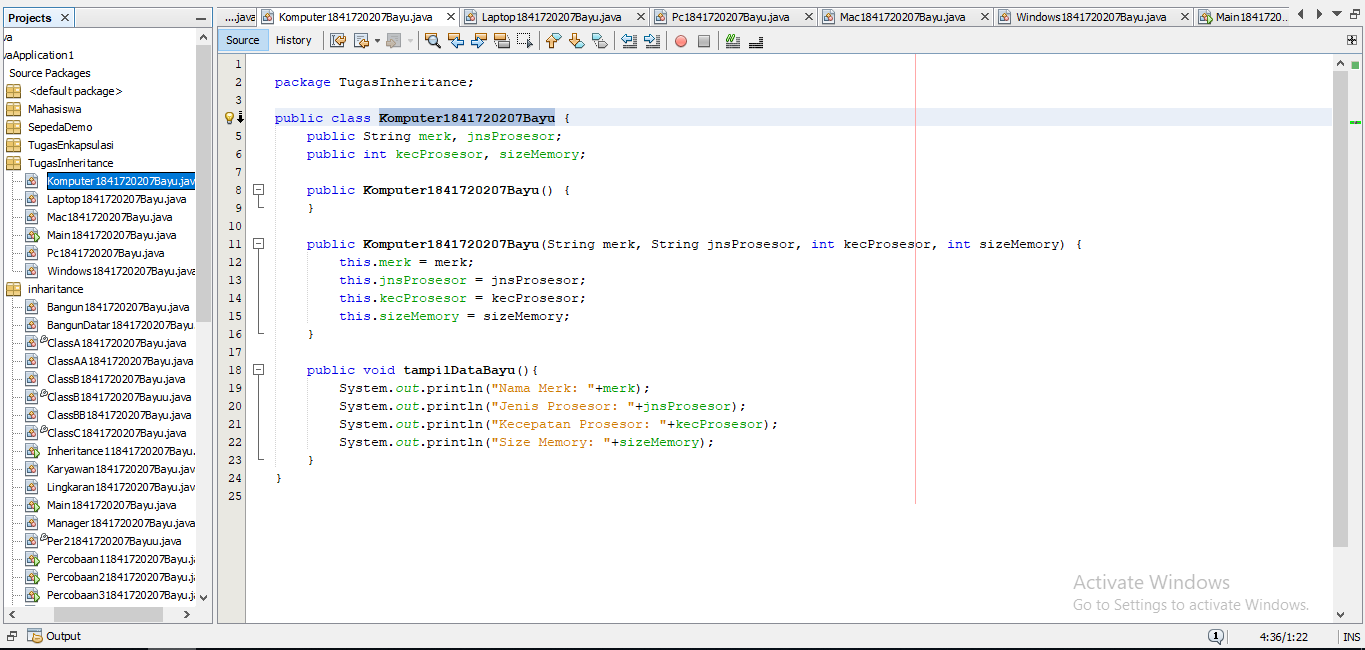 Projects
...java
Komputer1841720207Bayu.java
Laptop1841720207Bayu.java
Pc1841720207Bayu.java
Mac1841720207Bayu.java
Windows1841720207Bayu.java
Main1841720...
va
vaApplication1
Source Packages
<default package>
Mahasiswa
SepedaDemo
TugasEnkapsulasi
TugasInheritance
Komputer1841720207Bayu.jav
Laptop1841720207Bayu.java
Mac1841720207Bayu.java
Main1841720207Bayu.java
Pc1841720207Bayu.java
Windows1841720207Bayu.java
inharitance
Bangun1841720207Bayu.java
BangunDatar1841720207Bayu
ClassA1841720207Bayu.java
ClassAA1841720207Bayu.java
ClassB1841720207Bayu.java
ClassB1841720207Bayuu.java
ClassBB1841720207Bayu.java
ClassC1841720207Bayu.java
Inheritance11841720207Bayu.
Karyawan1841720207Bayu.jav
Lingkaran1841720207Bayu.jav
Main1841720207Bayu.java
Manager1841720207Bayu.java
Per21841720207Bayuu.java
Percobaan11841720207Bayu.j
Percobaan21841720207Bayu.j
Percobaan31841720207Bayu.j
Source History
1
2 package TugasInheritance;
3
public class Komputer1841720207Bayu {
5 public String merk, jnsProsesor;
6 public int kecProsesor, sizeMemory;
7
8 public Komputer1841720207Bayu() {
9 }
10
11 public Komputer1841720207Bayu(String merk, String jnsProsesor, int kecProsesor, int sizeMemory) {
12 this.merk = merk;
13 this.jnsProsesor = jnsProsesor;
14 this.kecProsesor = kecProsesor;
15 this.sizeMemory = sizeMemory;
16 }
17
18 public void tampilDataBayu(){
19 System.out.println("Nama Merk: "+merk);
20 System.out.println("Jenis Prosesor: "+jnsProsesor);
21 System.out.println("Kecepatan Prosesor: "+kecProsesor);
22 System.out.println("Size Memory: "+sizeMemory);
23 }
24 }
25
Activate Windows
Go to Settings to activate Windows.
Output
1
4:36/1:22
INS